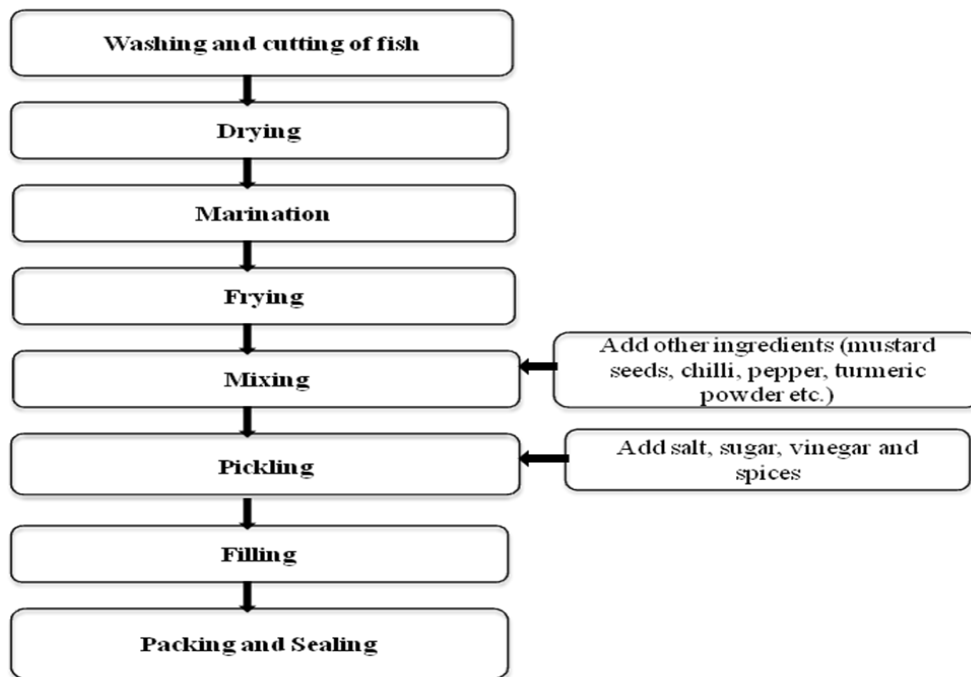 Washing and cutting of fish
Drying
Marination
Frying
Mixing
Add other ingredients (mustard
seeds, chilli, pepper, turmeric
powder etc.)
Pickling
Add salt, sugar, vinegar and
spices
Filling
Packing and Sealing